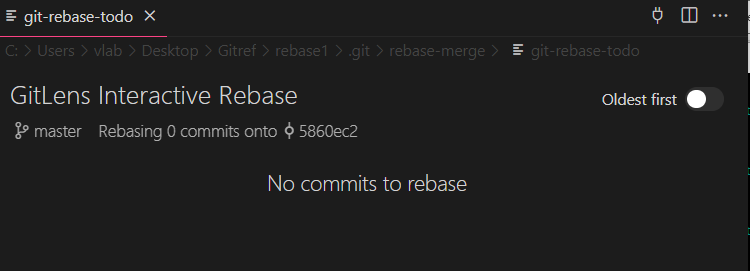 git-rebase-todo
C: > Users > vlab > Desktop > Gitref > rebase1 > .git > rebase-merge > git-rebase-todo
GitLens Interactive Rebase
Oldest first
master Rebasing 0 commits onto 5860ec2
No commits to rebase